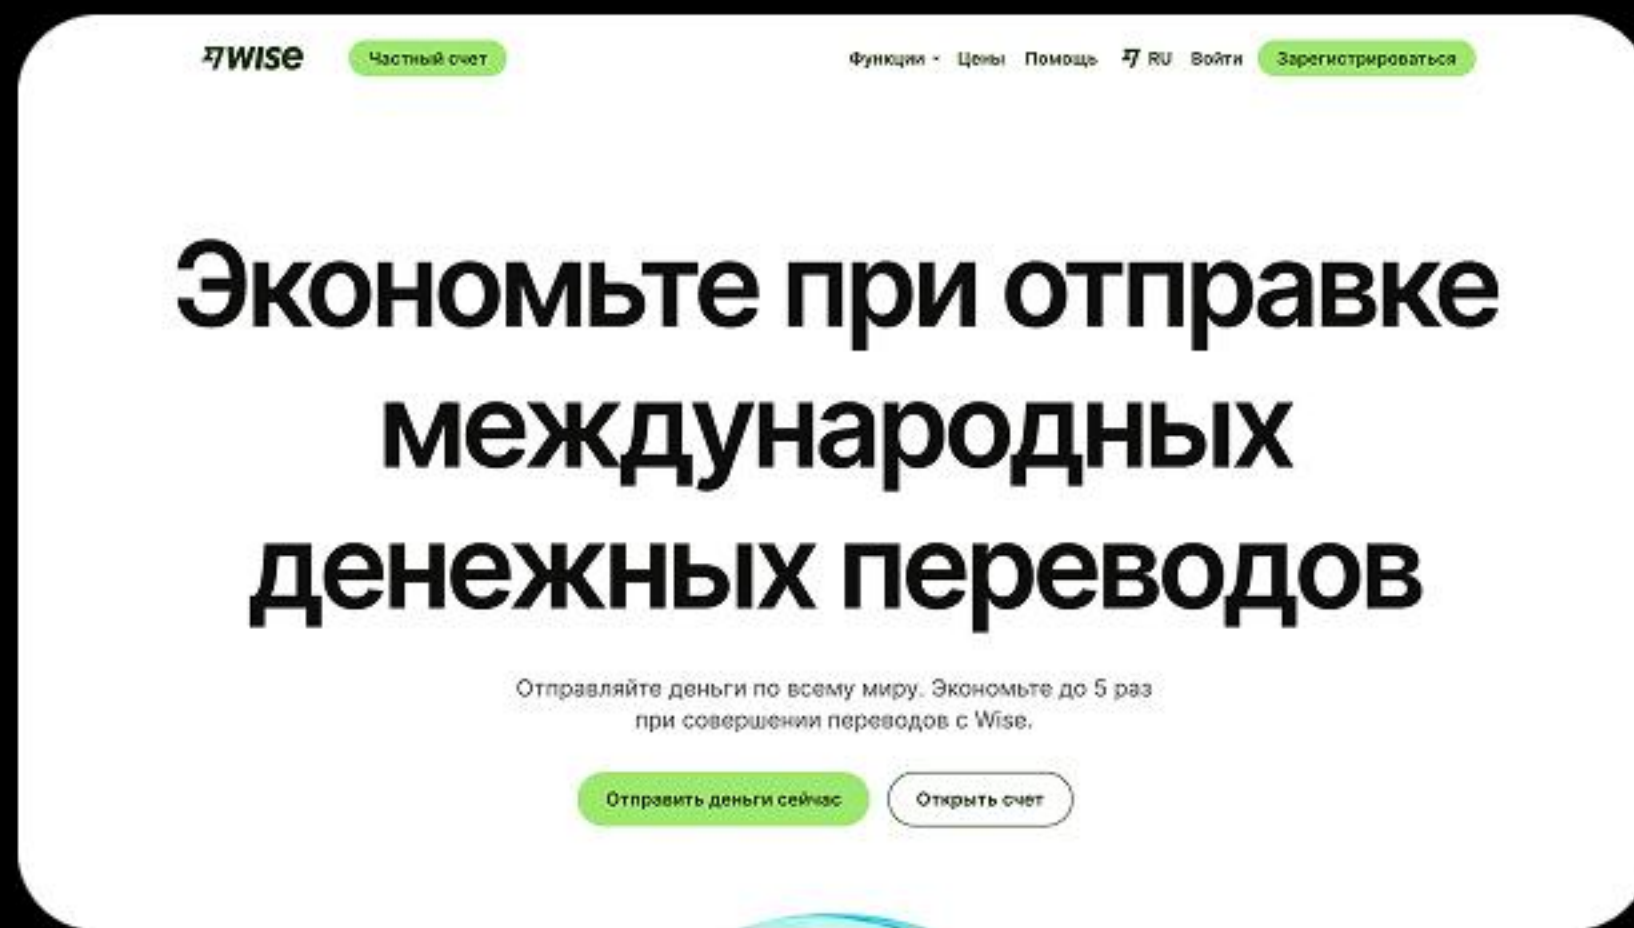 WISE
Частный счет
Функции
Цены
Помощь
RU
Войти
Зарегистрироваться
Экономьте при отправке
международных
денежных переводов
Отправляйте деньги по всему миру. Экономьте до 5 раз
при совершении переводов с Wise.
Отправить деньги сейчас
Открыть счет